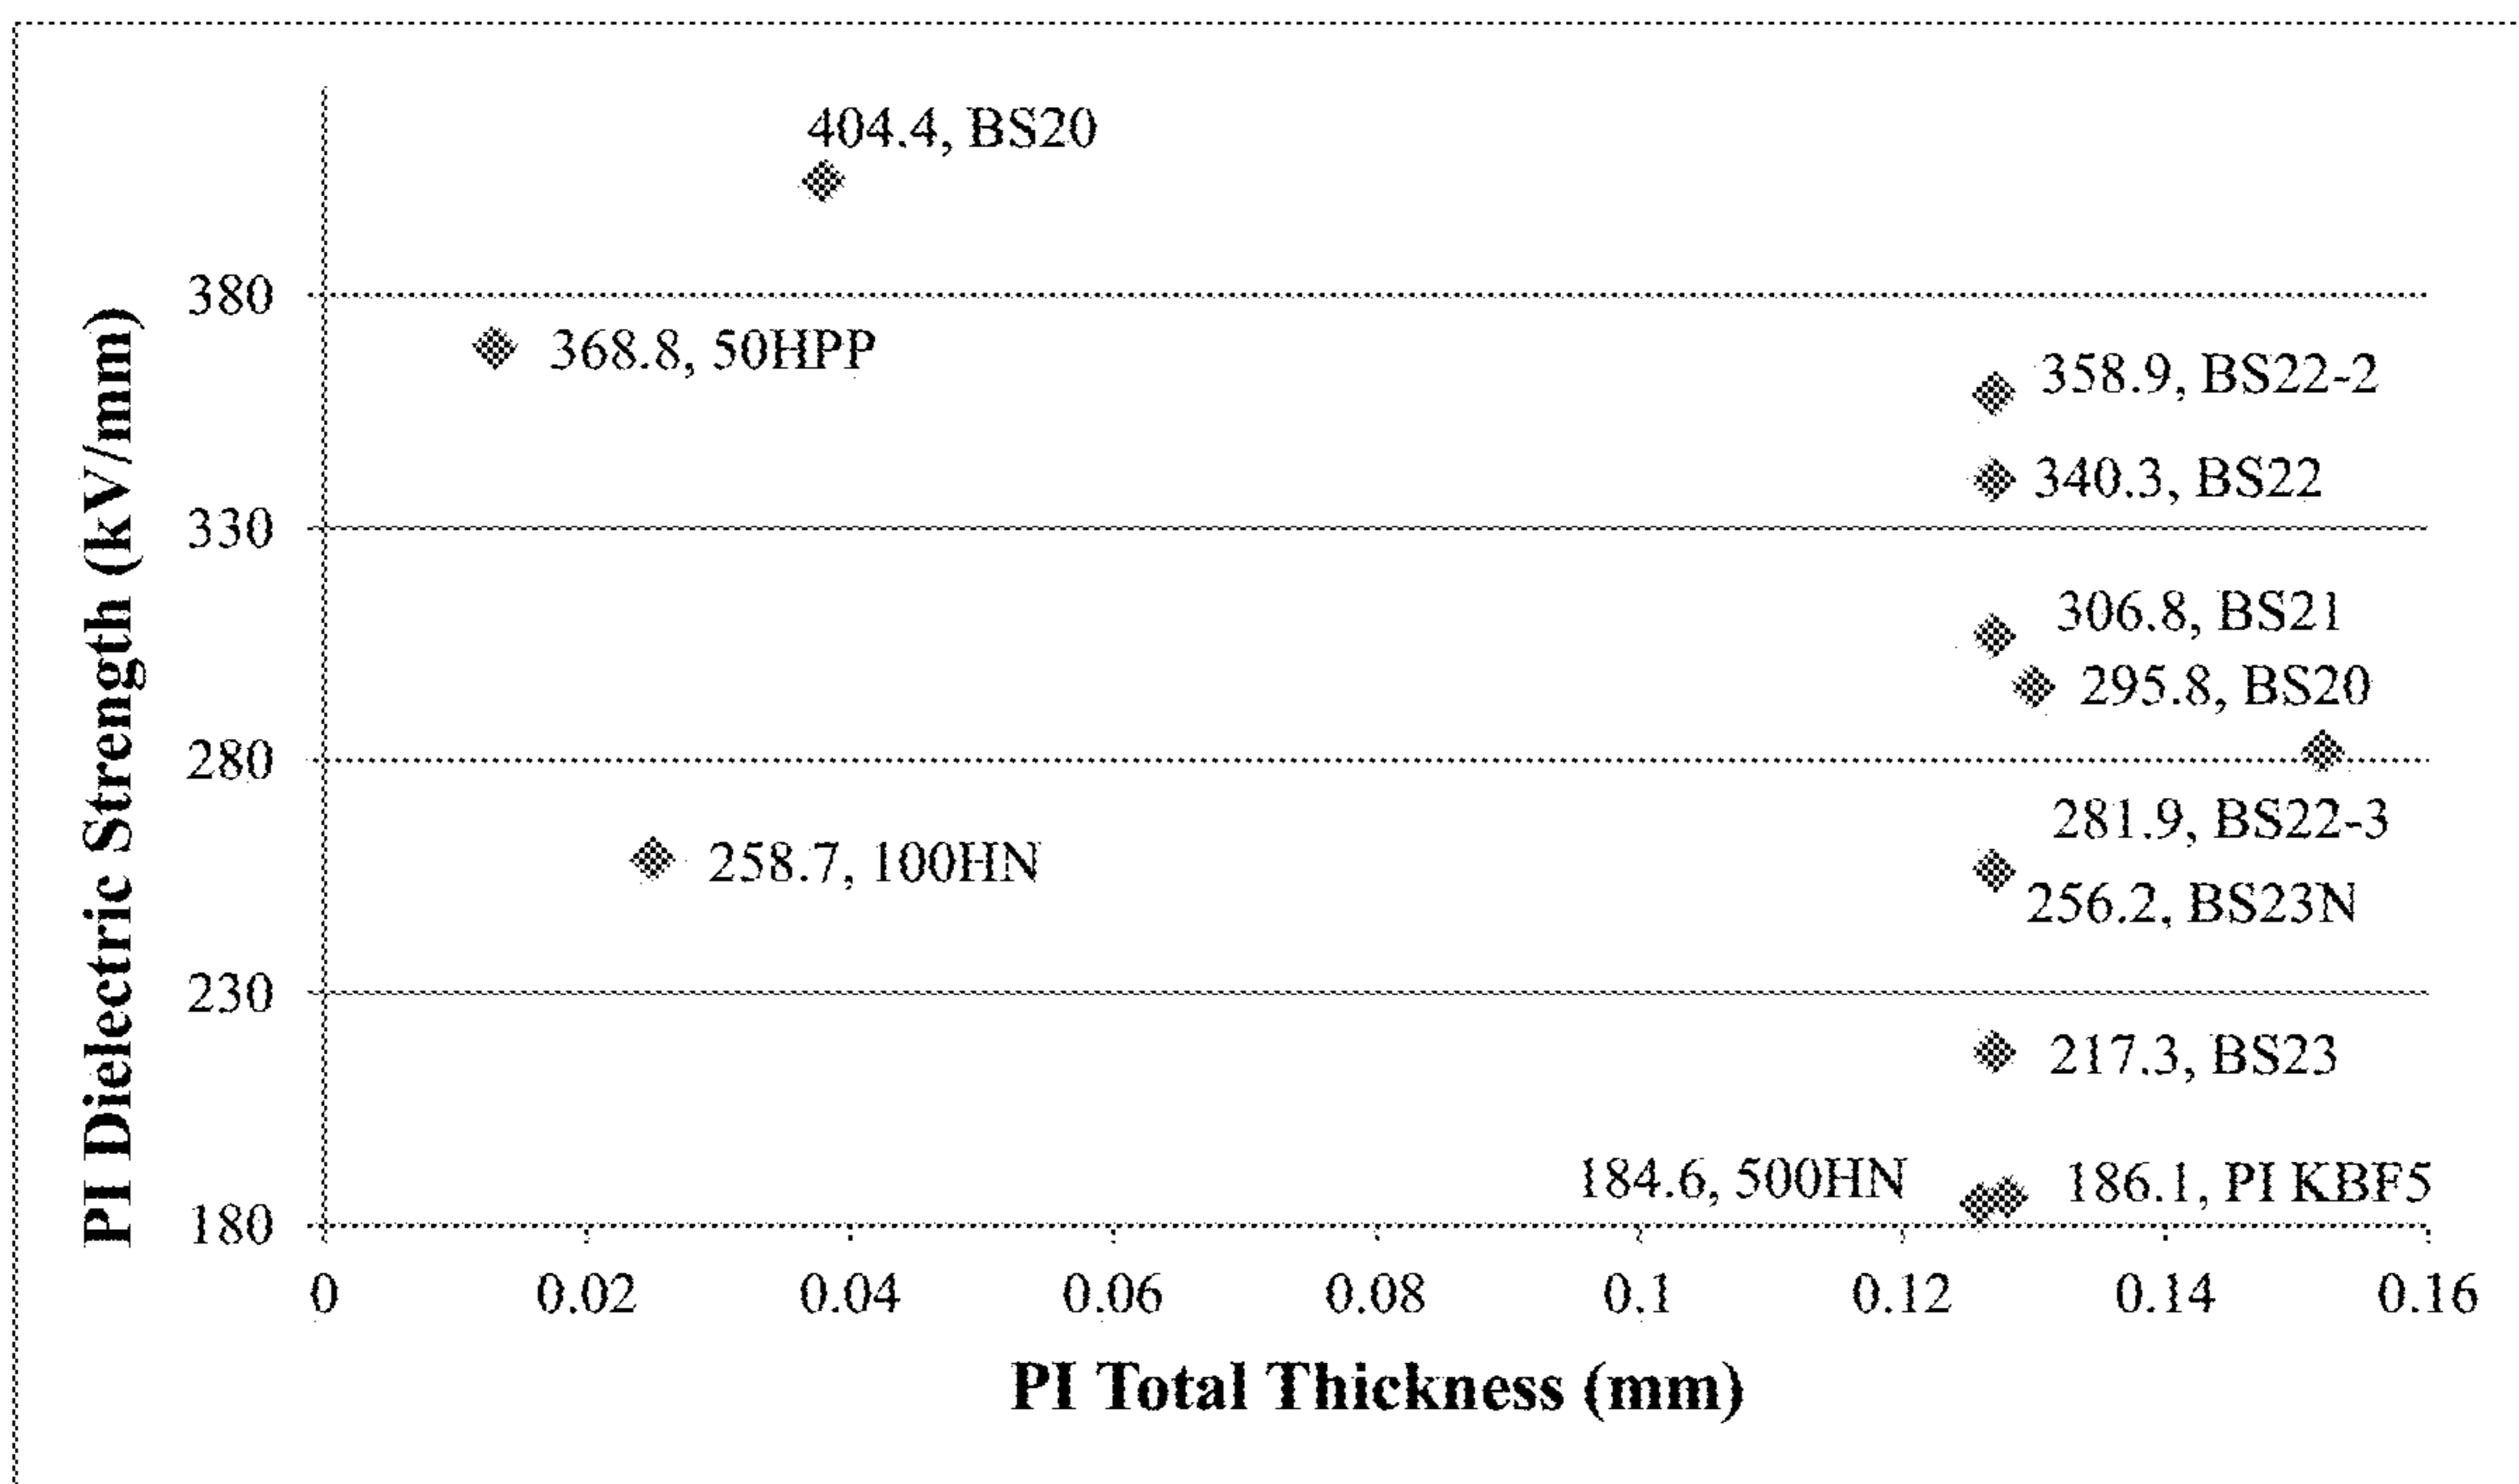 404.4, BS20
380
368.8, 50HPP
358.9, BS22-2
340.3, BS22
330
306.8, BS21
295.8, BS20
280
281.9, BS22-3
258.7, 100HN
256.2, BS23N
230
217.3, BS23
184.6, 500HN
186.1, PI KBF5
180
0 0.02 0.04 0.06 0.08 0.1 0.12 0.14 0.16
PI Total Thickness (mm)
PI Dielectric Strength (kV/mm)